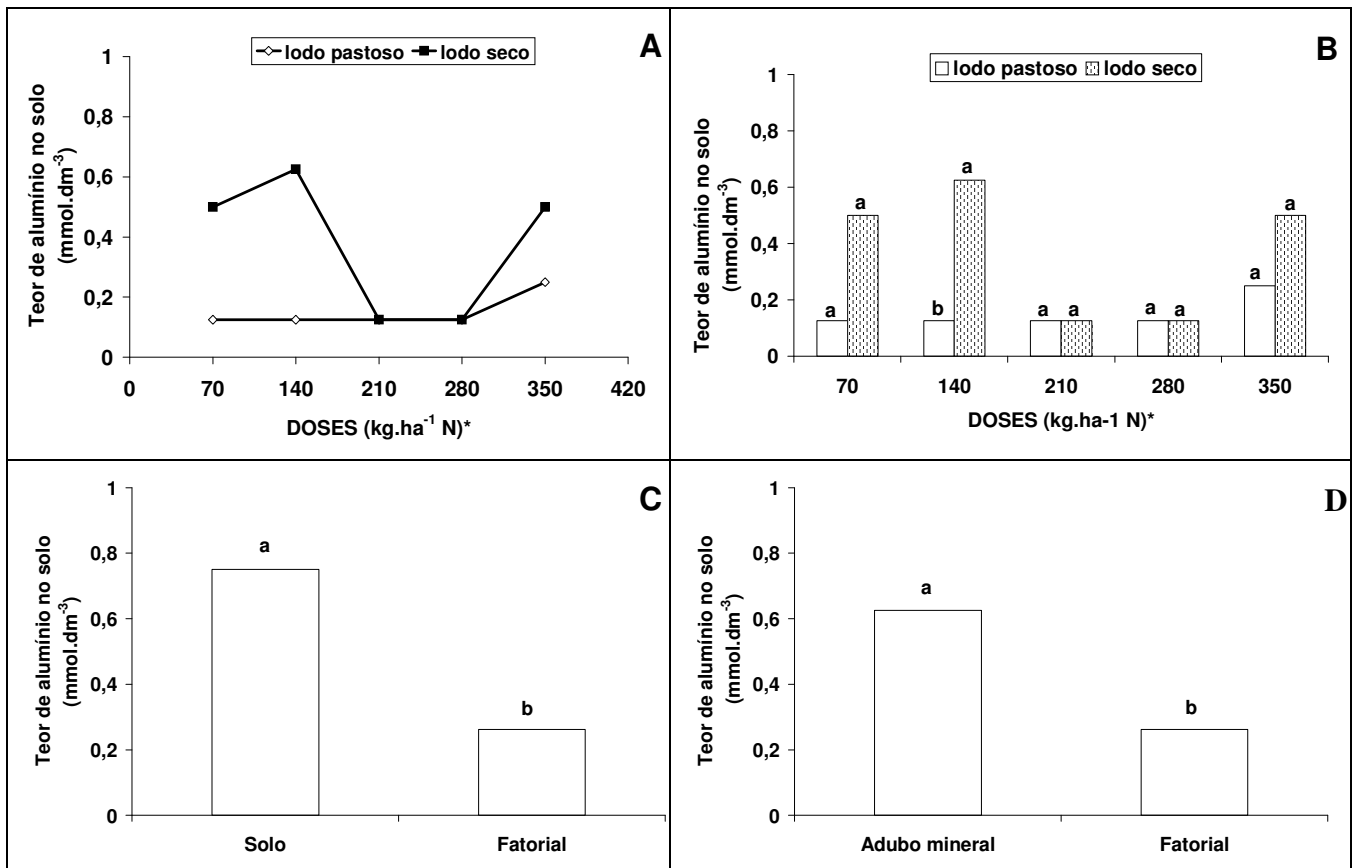 lodo pastoso lodo seco
A
Teor de alumínio no solo
(mmol.dm⁻³)
1
0,8
0,6
0,4
0,2
0
0 70 140 210 280 350 420
DOSES (kg.ha⁻¹ N)*
lodo pastoso lodo seco
B
Teor de alumínio no solo
(mmol.dm⁻³)
1
0,8
0,6
0,4
0,2
0
a a b a a a a a a a
70 140 210 280 350
DOSES (kg.ha-1 N)*
C
Teor de alumínio no solo
(mmol.dm⁻³)
1
0,8
0,6
0,4
0,2
0
a
b
Solo Fatorial
D
Teor de alumínio no solo
(mmol.dm⁻³)
1
0,8
0,6
0,4
0,2
0
a
b
Adubo mineral Fatorial